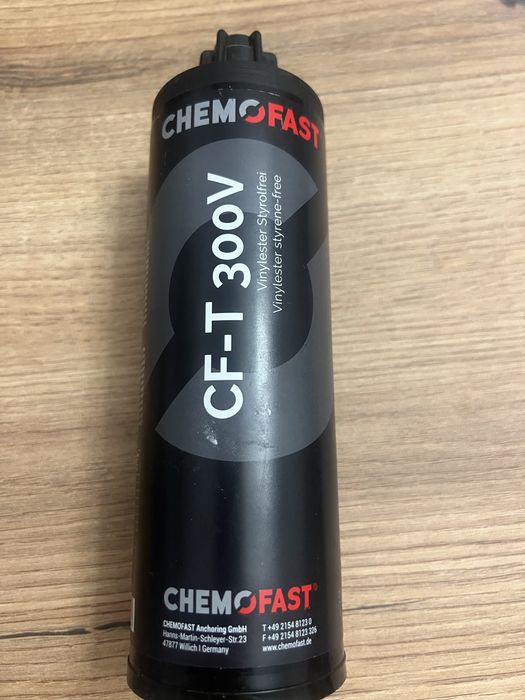 CHEMOFAST
CF-T 300V
Vinylester Styrolfrei
Vinylester styrene-free
CHEMOFAST®
CHEMOFAST Anchoring GmbH
Hanns-Martin-Schleyer-Str.23
47877 Willich I Germany
T +49 2154 8123 0
F +49 2154 8123 326
www.chemofast.de